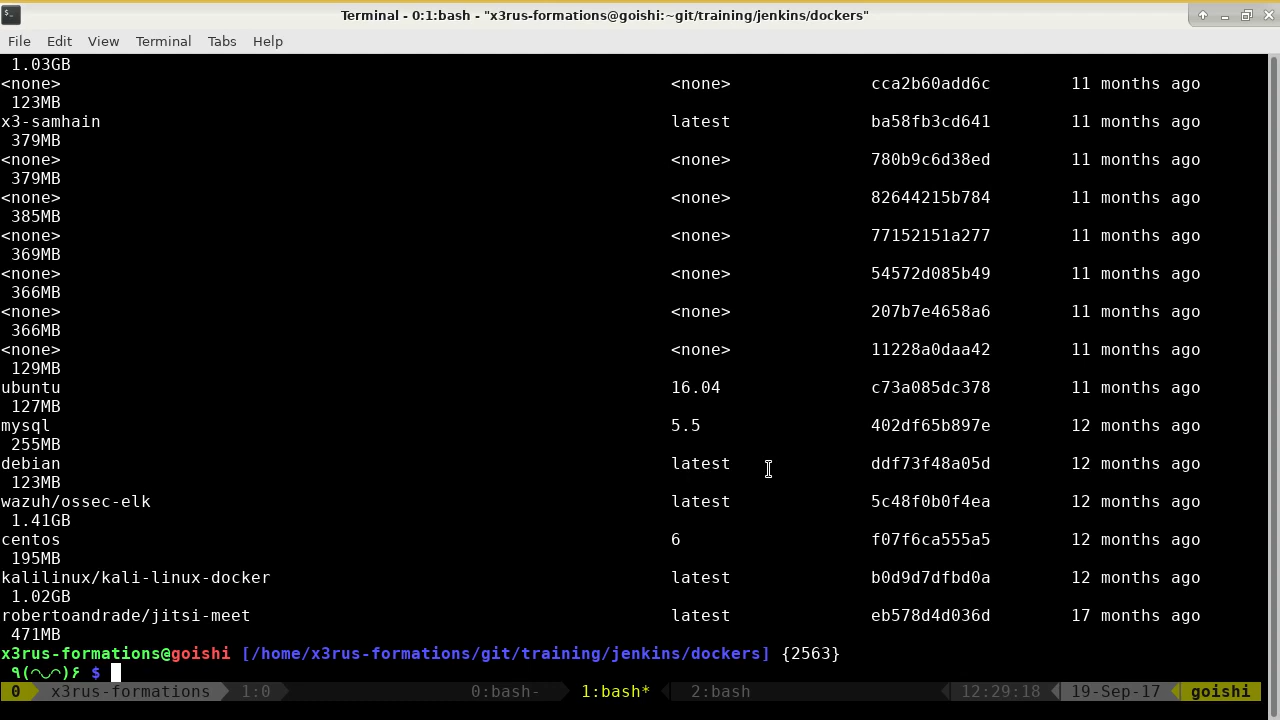 Terminal - 0:1:bash - "x3rus-formations@goishi:~git/training/jenkins/dockers"
File Edit View Terminal Tabs Help
1.03GB
<none> <none> cca2b60add6c 11 months ago
123MB
x3-samhain latest ba58fb3cd641 11 months ago
379MB
<none> <none> 780b9c6d38ed 11 months ago
379MB
<none> <none> 82644215b784 11 months ago
385MB
<none> <none> 77152151a277 11 months ago
369MB
<none> <none> 54572d085b49 11 months ago
366MB
<none> <none> 207b7e4658a6 11 months ago
366MB
<none> <none> 11228a0daa42 11 months ago
129MB
ubuntu 16.04 c73a085dc378 11 months ago
127MB
mysql 5.5 402df65b897e 12 months ago
255MB
debian latest ddf73f48a05d 12 months ago
123MB
wazuh/ossec-elk latest 5c48f0b0f4ea 12 months ago
1.41GB
centos 6 f07f6ca555a5 12 months ago
195MB
kalilinux/kali-linux-docker latest b0d9d7dfbd0a 12 months ago
1.02GB
robertoandrade/jitsi-meet latest eb578d4d036d 17 months ago
471MB
x3rus-formations@goishi [/home/x3rus-formations/git/training/jenkins/dockers] {2563}
٩(◠◡◠)۶ $
0 x3rus-formations 1:0 0:bash- 1:bash* 2:bash 12:29:18 19-Sep-17 goishi